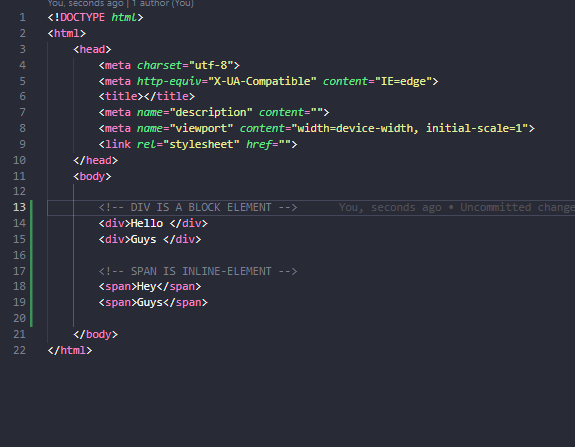 You, seconds ago | 1 author (You)
1 <!DOCTYPE html>
2 <html>
3 <head>
4 <meta charset="utf-8">
5 <meta http-equiv="X-UA-Compatible" content="IE=edge">
6 <title></title>
7 <meta name="description" content="">
8 <meta name="viewport" content="width=device-width, initial-scale=1">
9 <link rel="stylesheet" href="">
10 </head>
11 <body>
12
13 <!-- DIV IS A BLOCK ELEMENT --> You, seconds ago • Uncommitted change
14 <div>Hello </div>
15 <div>Guys </div>
16
17 <!-- SPAN IS INLINE-ELEMENT -->
18 <span>Hey</span>
19 <span>Guys</span>
20
21 </body>
22 </html>